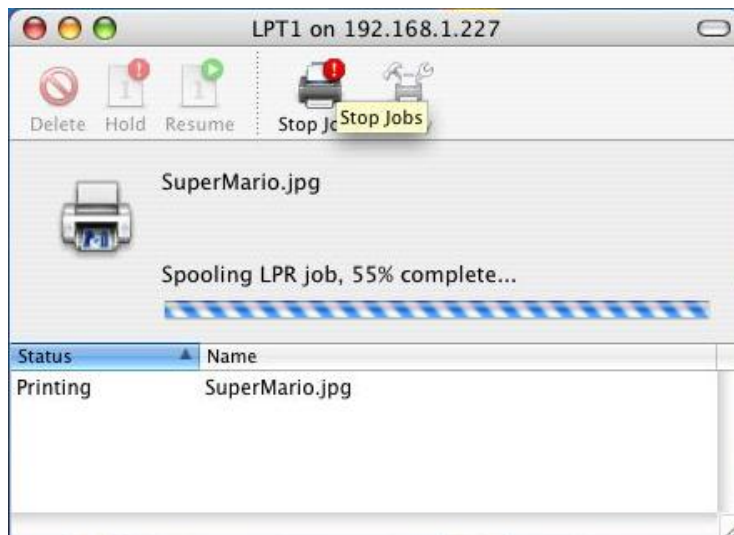 LPT1 on 192.168.1.227
Delete Hold Resume Stop Jo
Stop Jobs
SuperMario.jpg
Spooling LPR job, 55% complete...
Status Name
Printing SuperMario.jpg